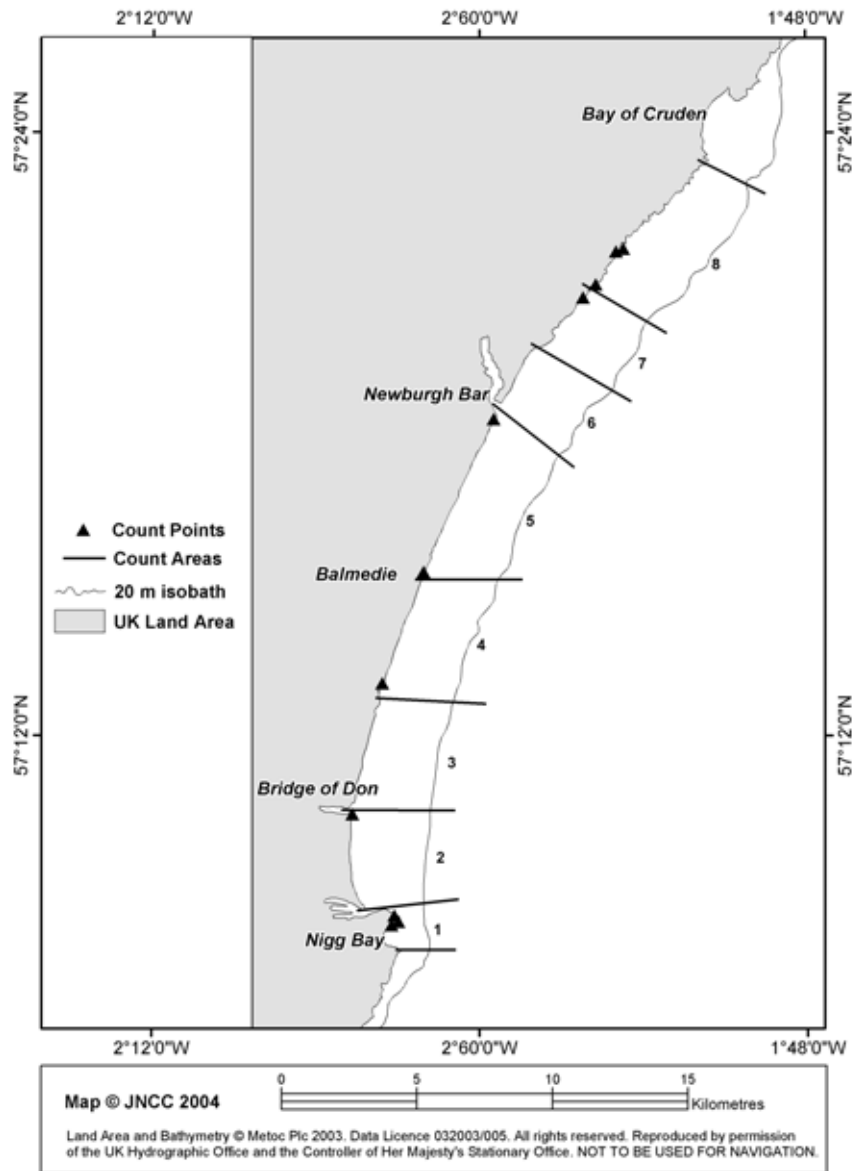 2°12'0"W 2°60'0"W 1°48'0"W
57°24'0"N
57°24'0"N
Bay of Cruden
8
7
Newburgh Bar
6
5
Count Points
Count Areas
20 m isobath
UK Land Area
Balmedie
4
57°12'0"N
57°12'0"N
3
Bridge of Don
2
1
Nigg Bay
2°12'0"W 2°60'0"W 1°48'0"W
Map © JNCC 2004
0 5 10 15
Kilometres
Land Area and Bathymetry © Metoc Plc 2003. Data Licence 032003/005. All rights reserved. Reproduced by permission
of the UK Hydrographic Office and the Controller of Her Majesty's Stationary Office. NOT TO BE USED FOR NAVIGATION.